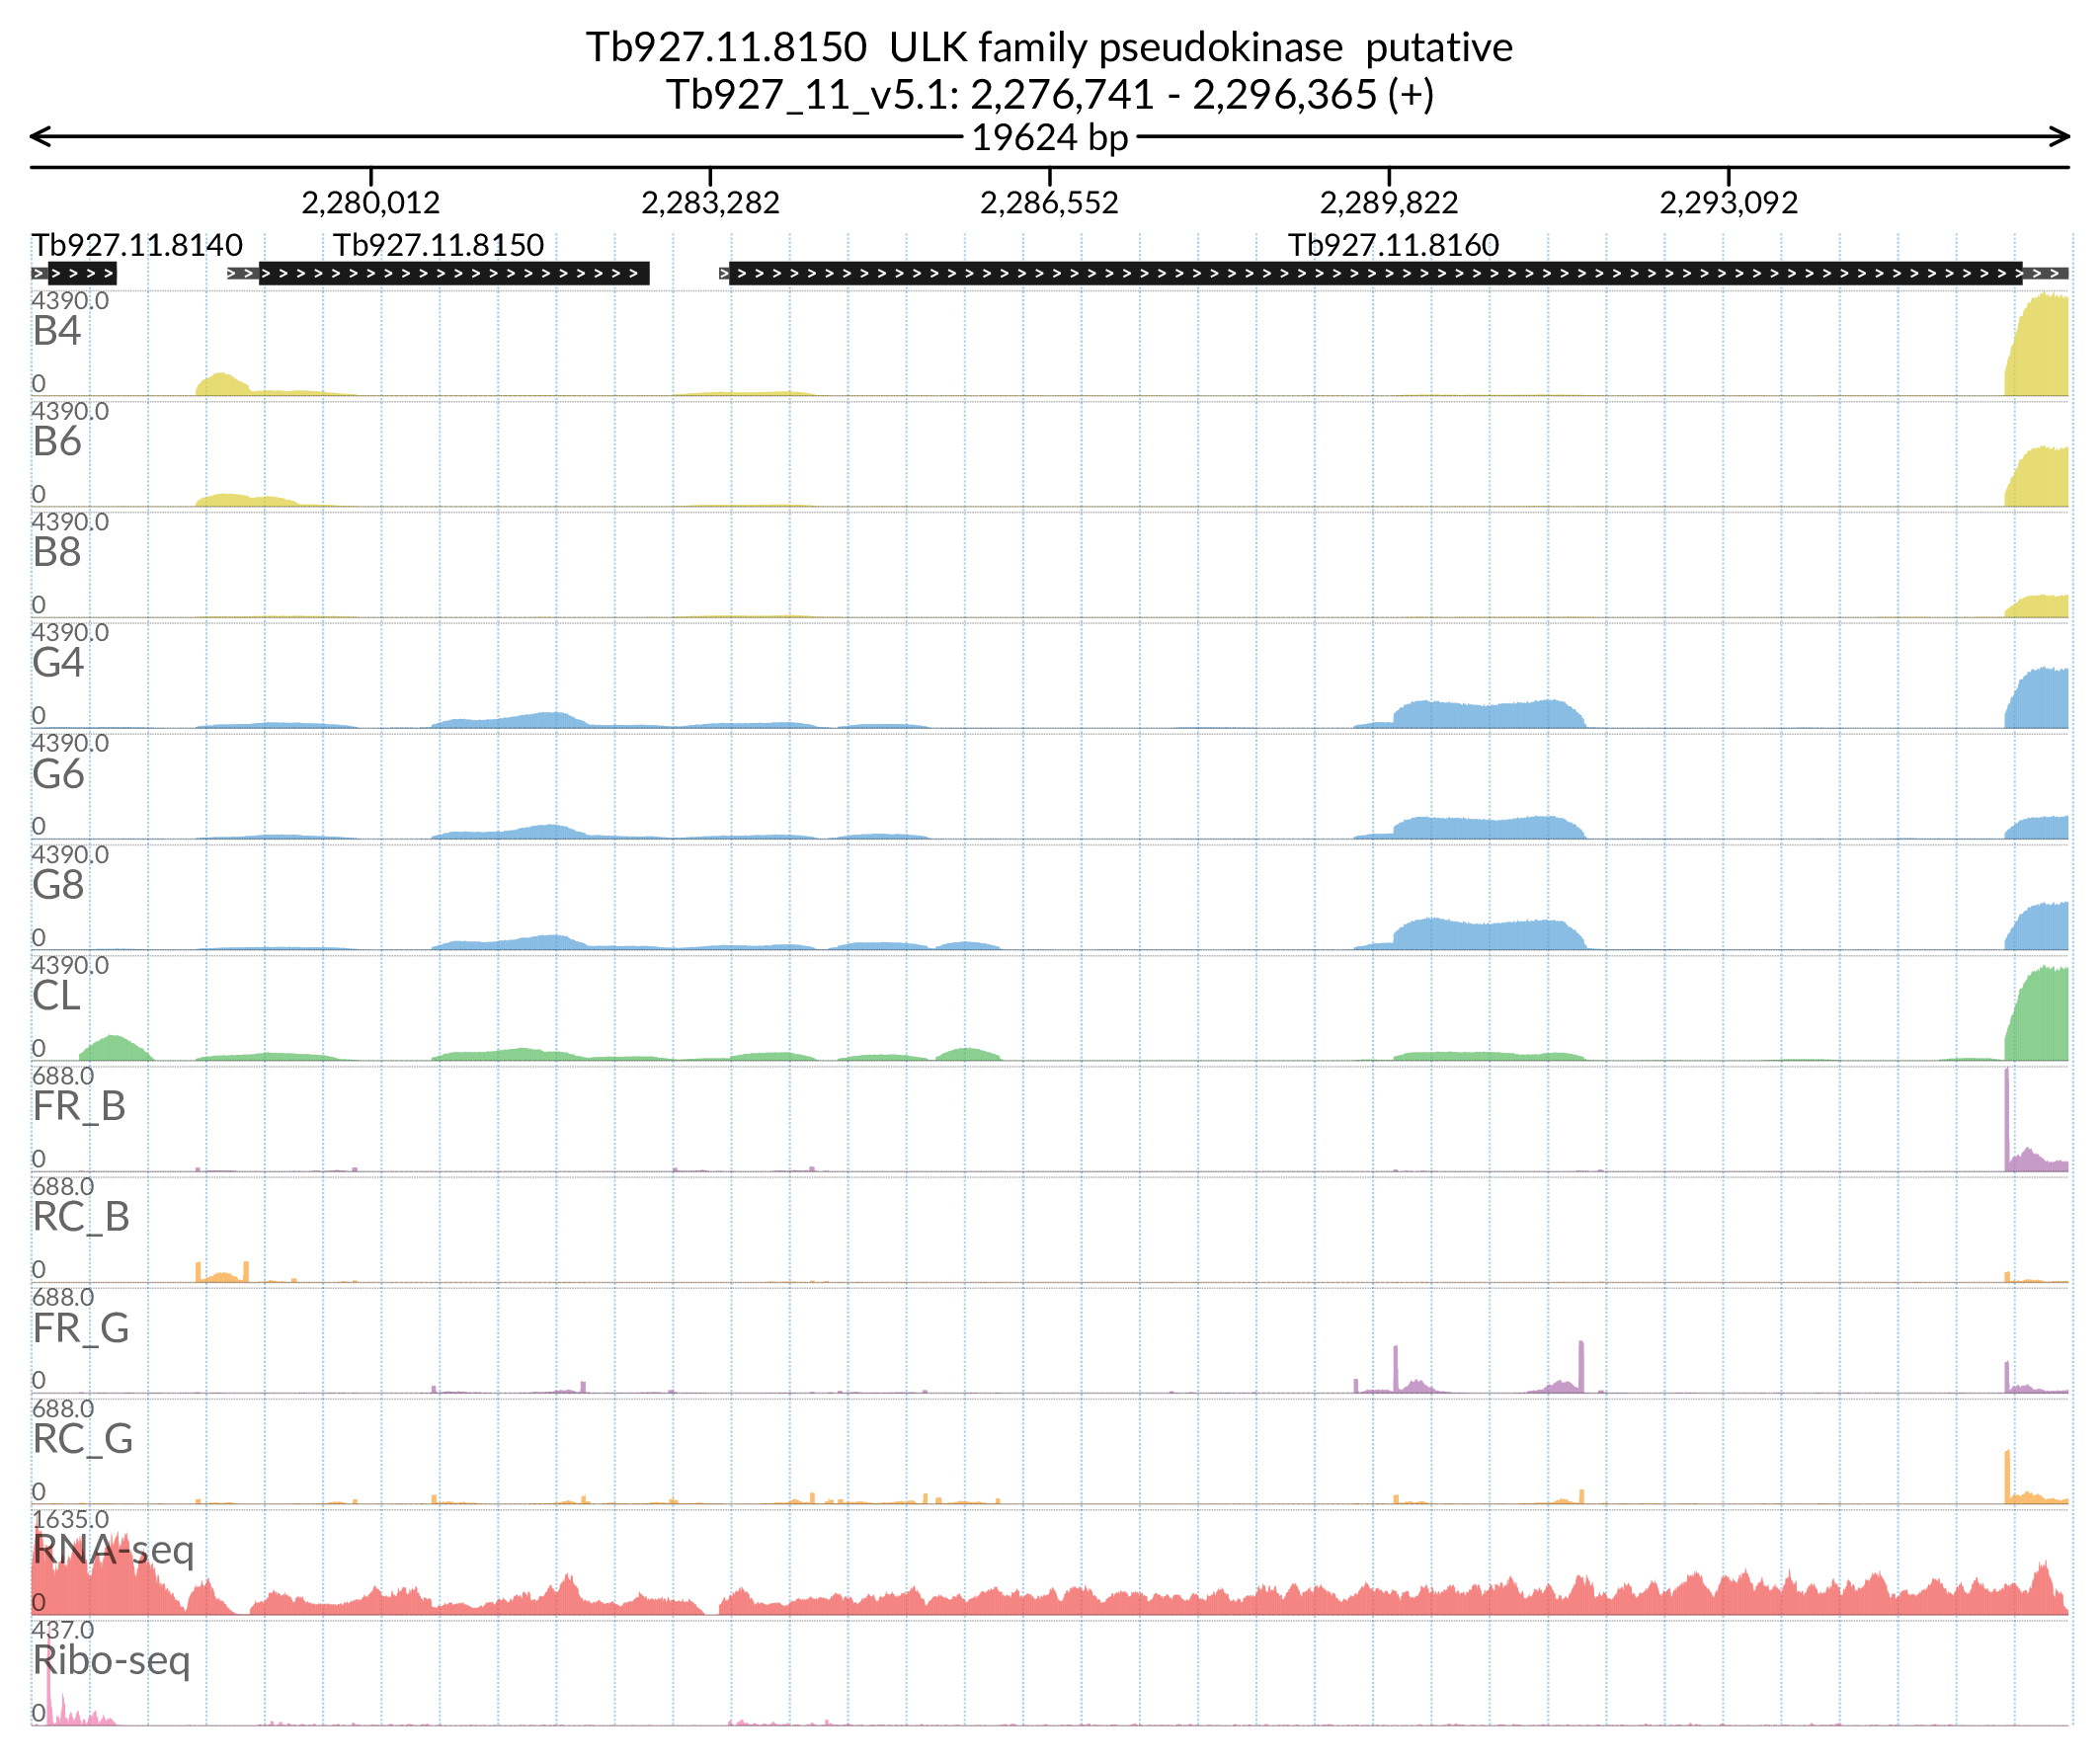 Tb927.11.8150 ULK family pseudokinase putative
Tb927_11_v5.1: 2,276,741 - 2,296,365 (+)
19624 bp
2,280,012 2,283,282 2,286,552 2,289,822 2,293,092
Tb927.11.8140 Tb927.11.8150 Tb927.11.8160
4390.0
B4
0
4390.0
B6
0
4390.0
B8
0
4390.0
G4
0
4390.0
G6
0
4390.0
G8
0
4390.0
CL
0
688.0
FR_B
0
688.0
RC_B
0
688.0
FR_G
0
688.0
RC_G
0
1635.0
RNA-seq
0
437.0
Ribo-seq
0